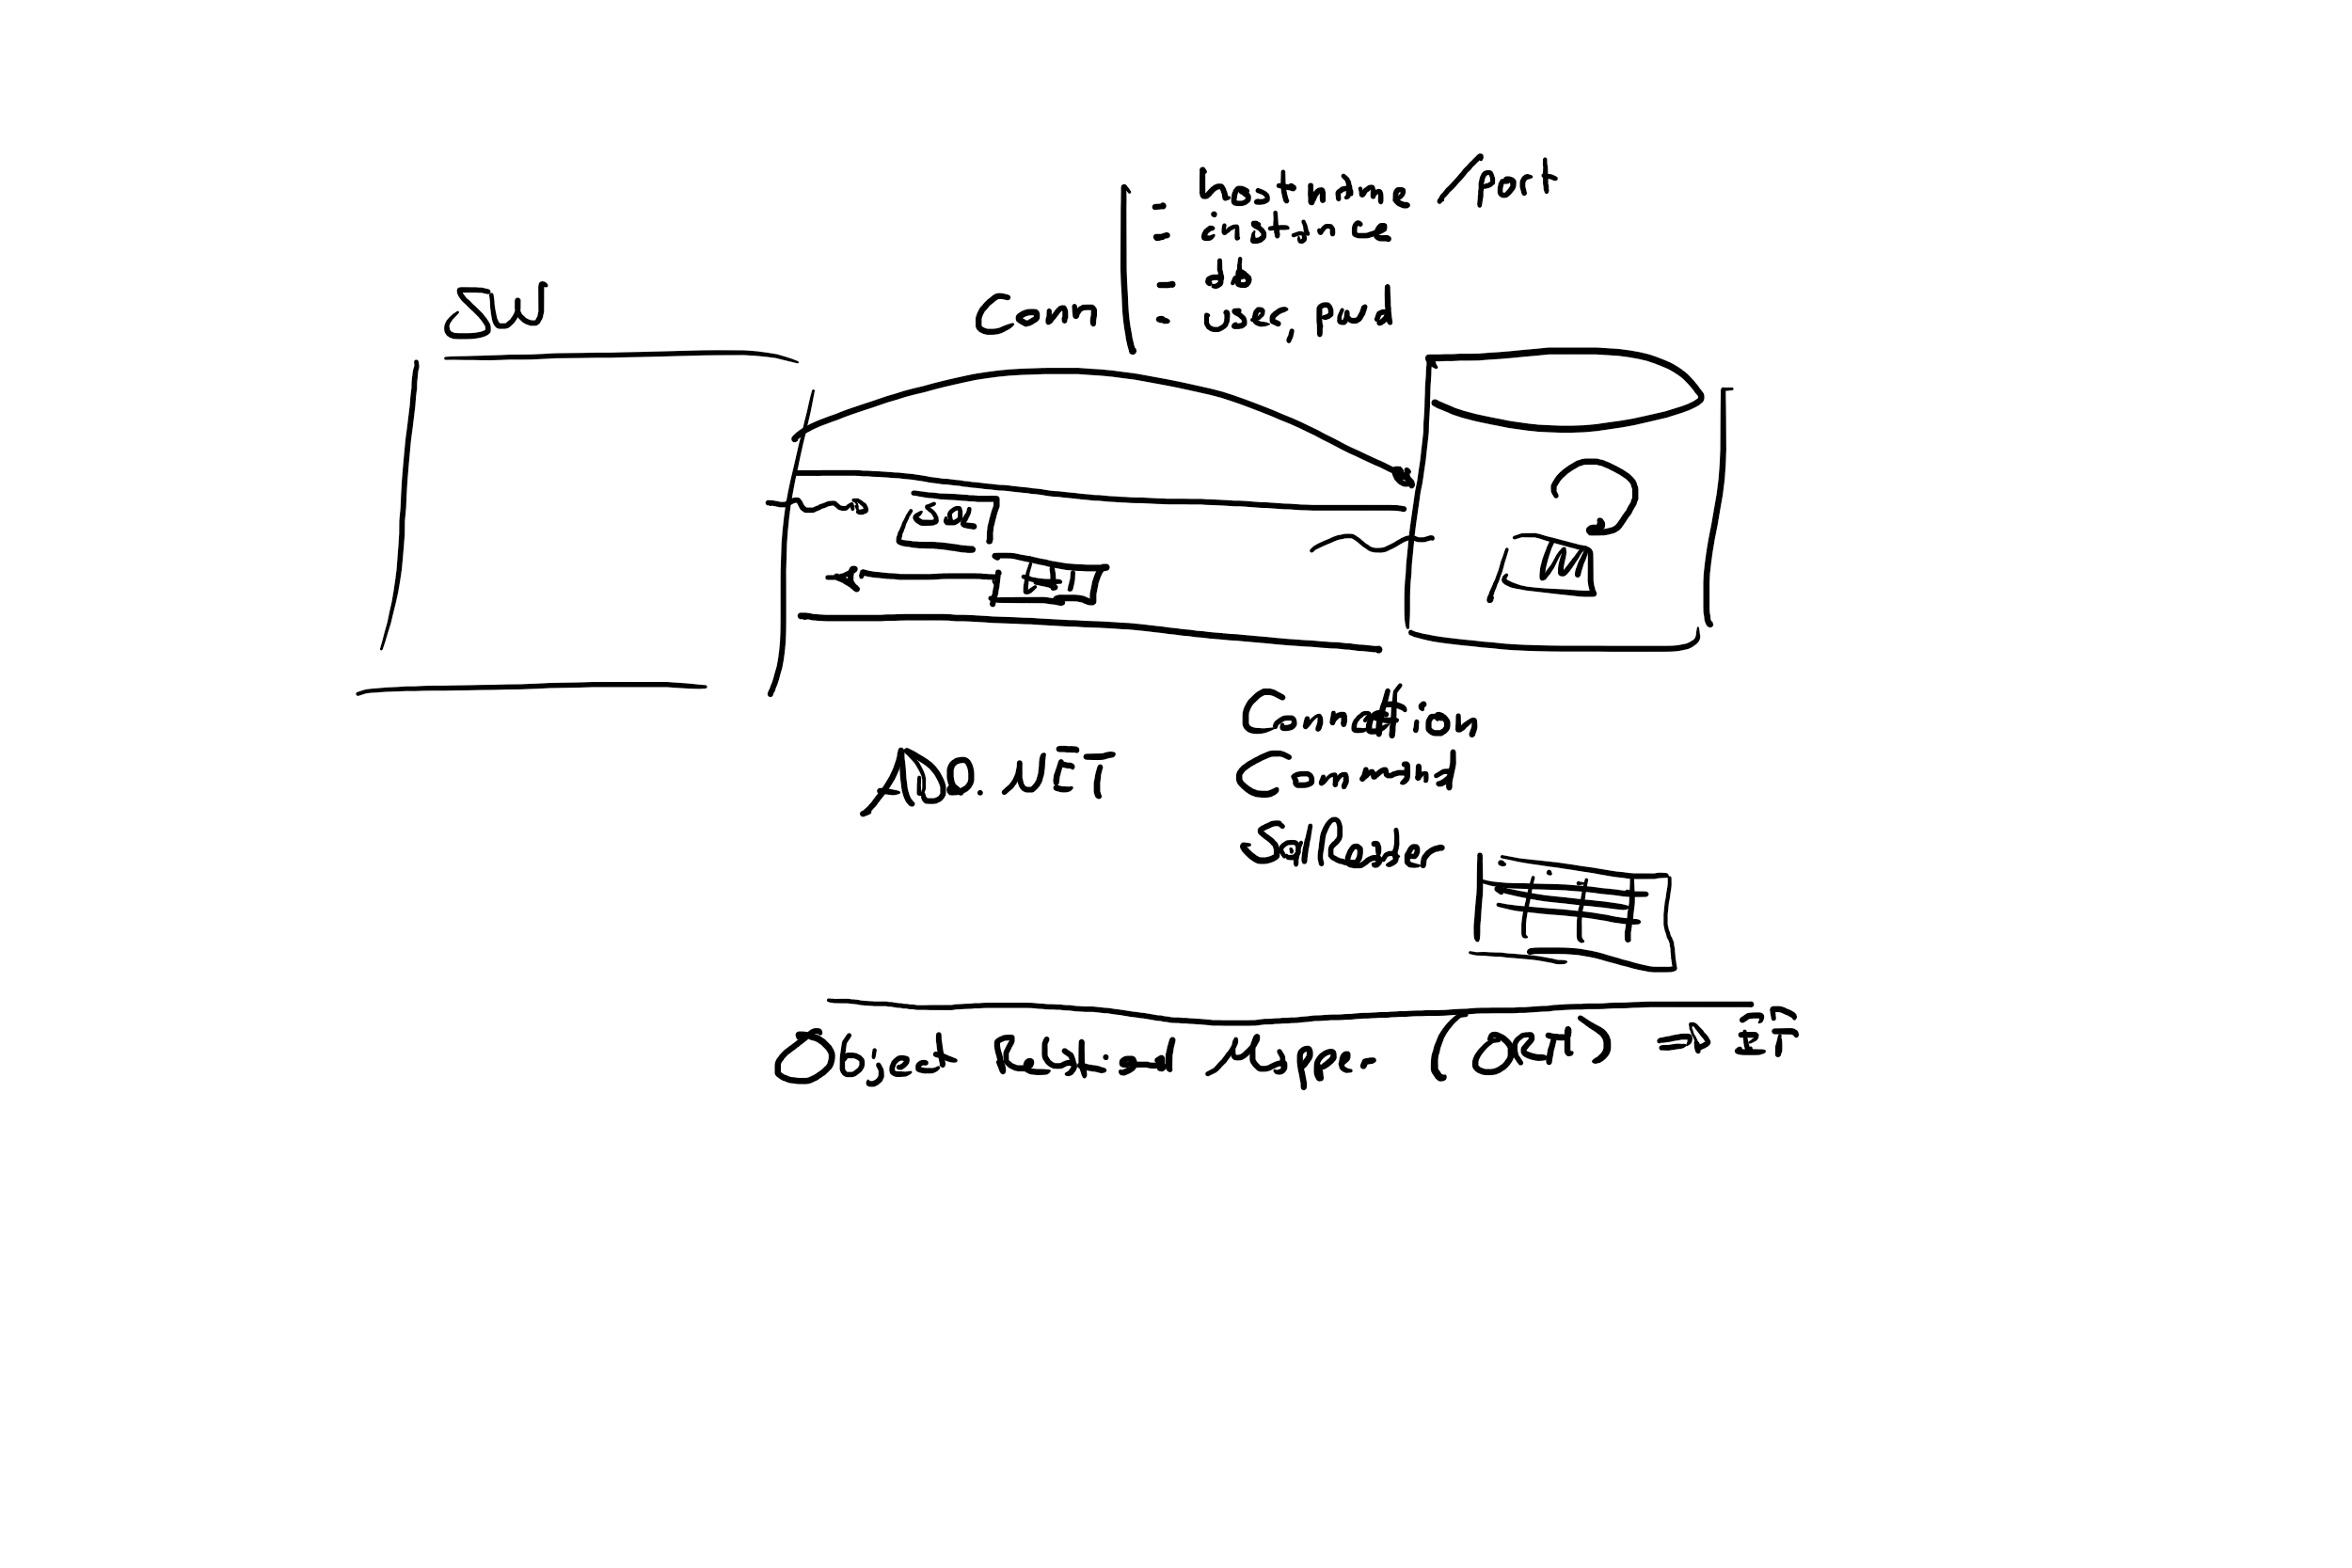 - hostname /port
- instance
- db
- user, pwd
SW
Conn
SQL
Connection
Command
ADO.NET
SqlReader
Object Relational Mapper (ORM) => EF